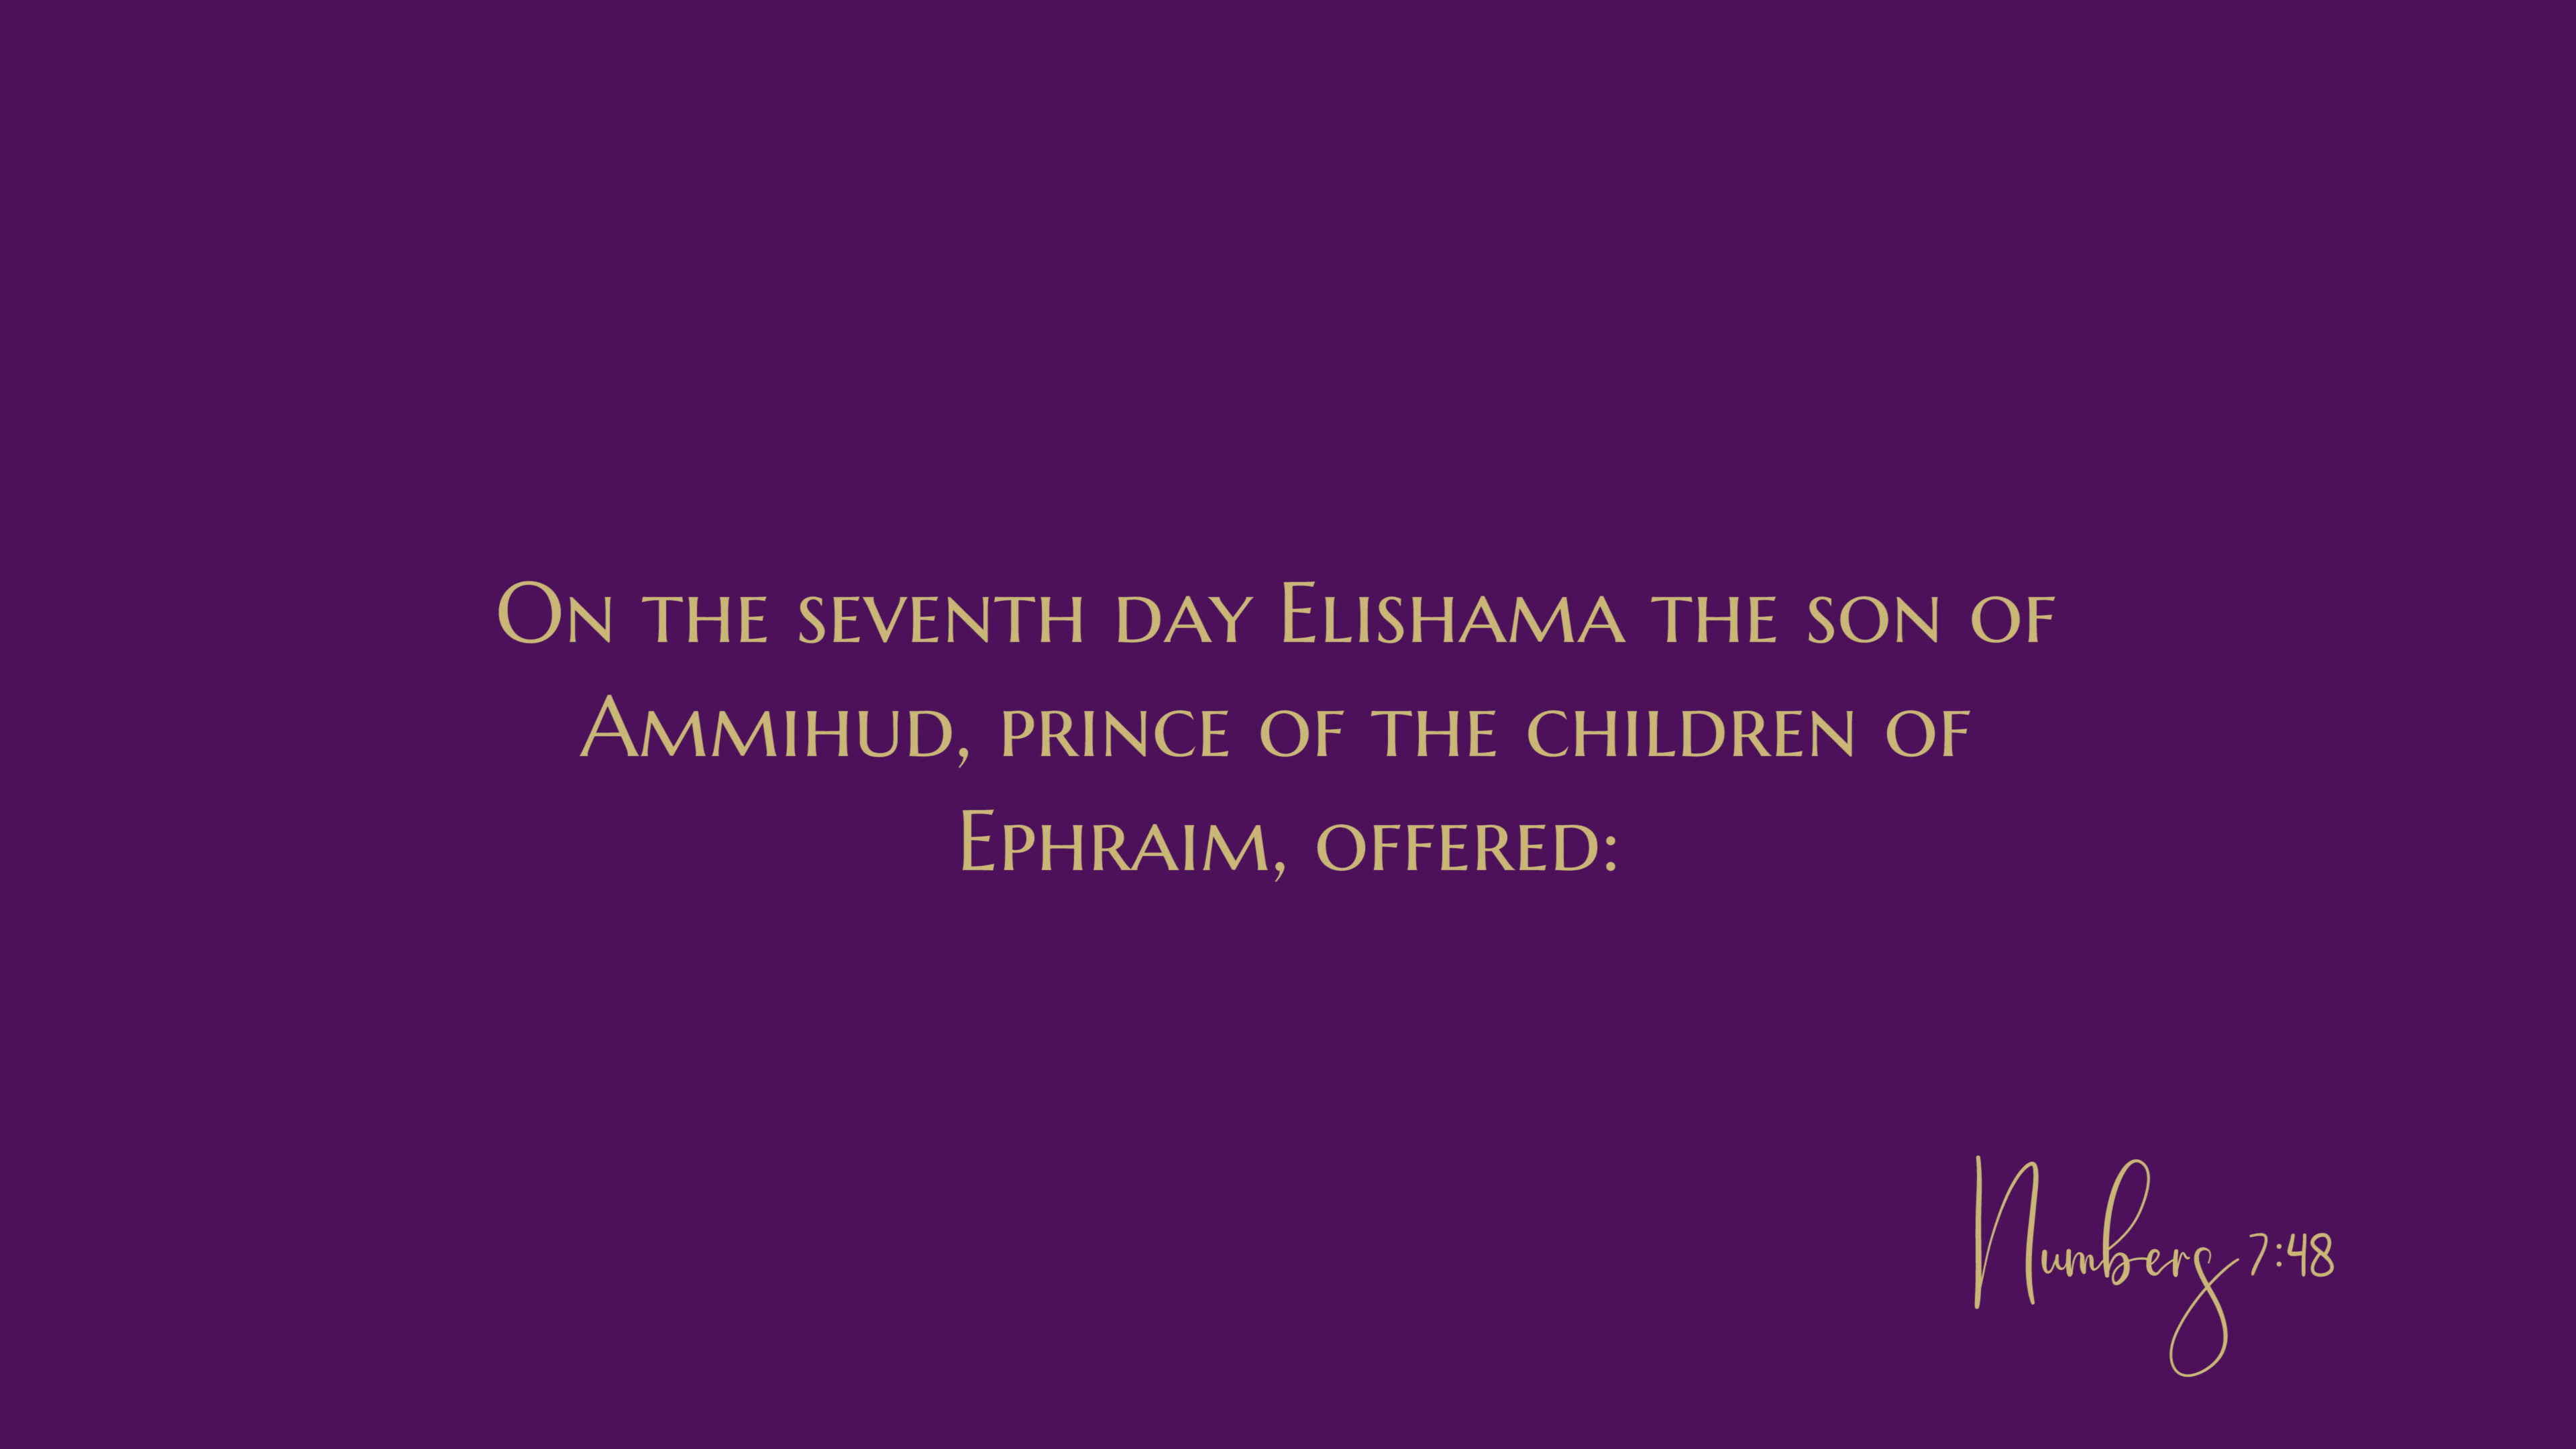 On the seventh day Elishama the son of
Ammihud, prince of the children of
Ephraim, offered:
Numbers 7:48